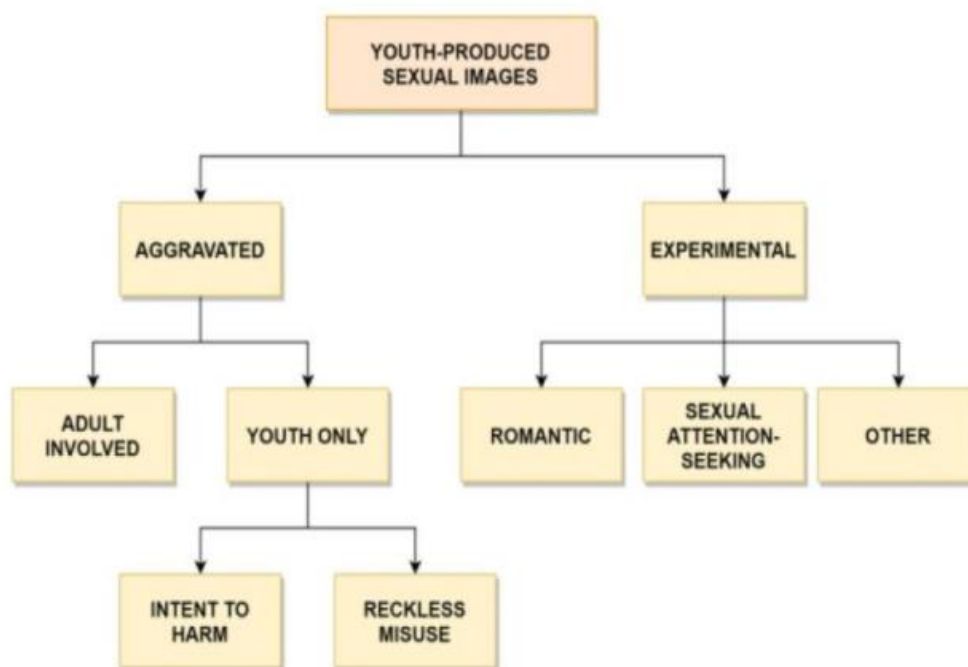 YOUTH-PRODUCED
SEXUAL IMAGES
AGGRAVATED
EXPERIMENTAL
ADULT
INVOLVED
YOUTH ONLY
ROMANTIC
SEXUAL
ATTENTION-
SEEKING
OTHER
INTENT TO
HARM
RECKLESS
MISUSE